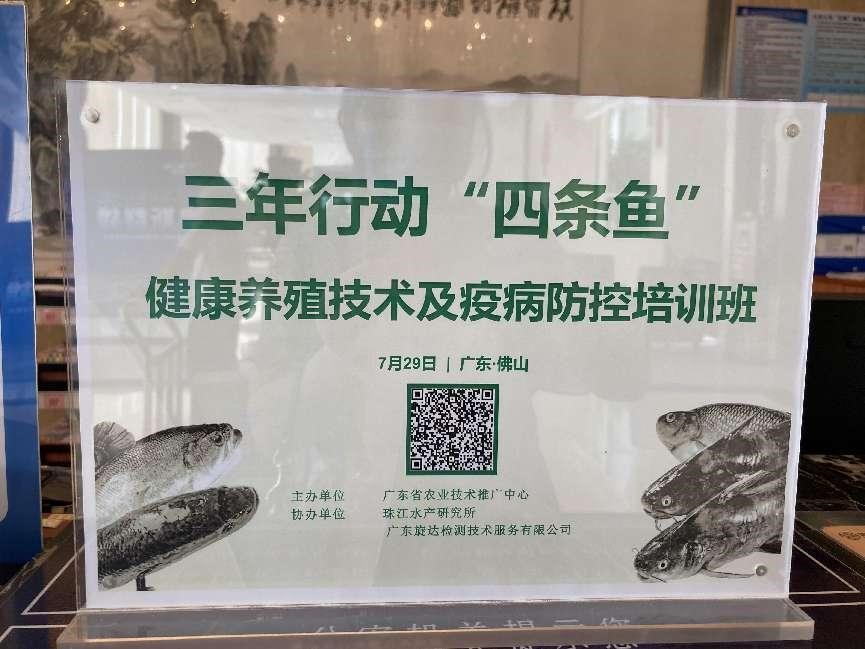 三年行动“四条鱼”
健康养殖技术及疫病防控培训班
7月29日 | 广东·佛山
主办单位 广东省农业技术推广中心
协办单位 珠江水产研究所
广东旋达检测技术服务有限公司